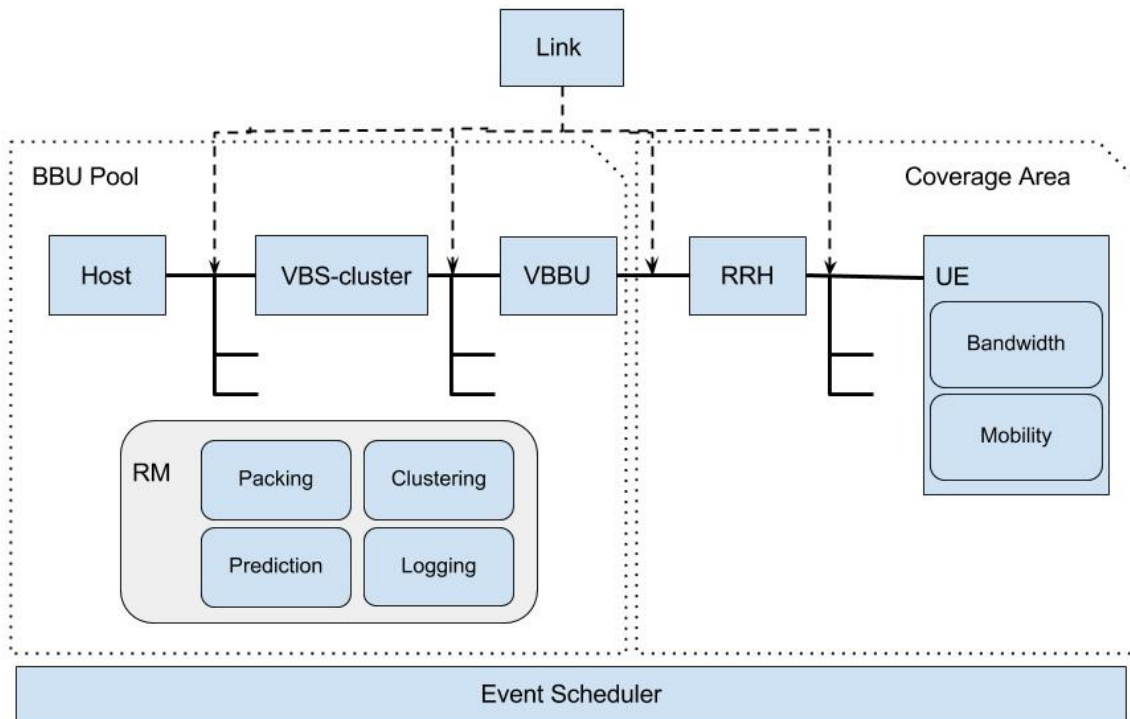 Link
BBU Pool
Coverage Area
Host
VBS-cluster
VBBU
RRH
UE
Bandwidth
Mobility
RM
Packing
Clustering
Prediction
Logging
Event Scheduler